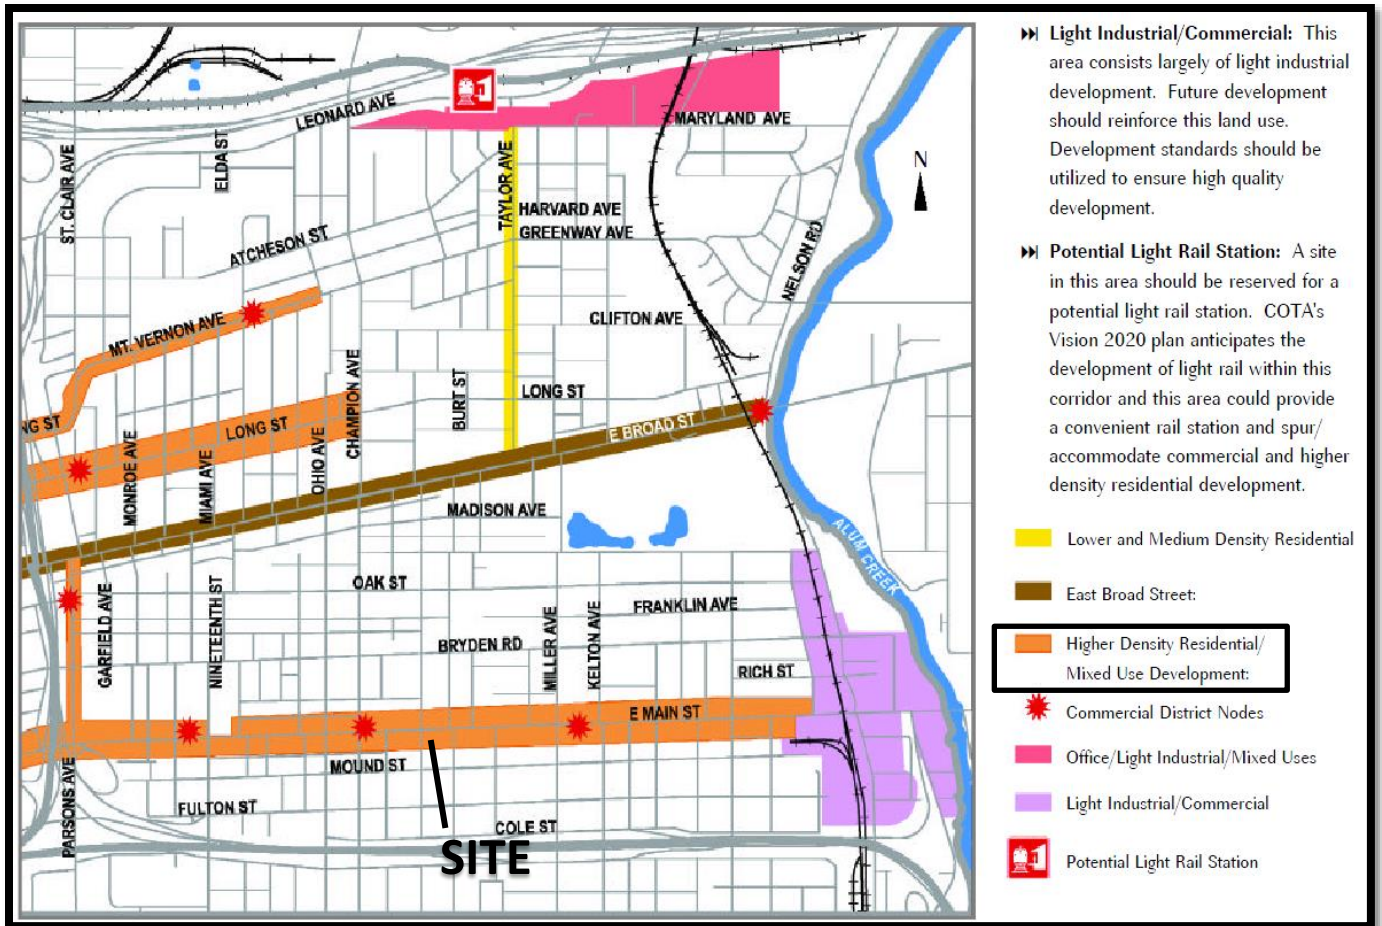 LEONARD AVE
MARYLAND AVE
ST. CLAIR AVE
ELDA ST
TAYLOR AVE
N
HARVARD AVE
GREENWAY AVE
ATCHESON ST
NELSON RD
MT. VERNON AVE
CLIFTON AVE
CHAMPION AVE
BURT ST
LONG ST
NG ST
LONG ST
E BROAD ST
OHIO AVE
MONROE AVE
MIAMI AVE
MADISON AVE
ALUM CREEK
OAK ST
GARFIELD AVE
NINETEENTH ST
FRANKLIN AVE
MILLER AVE
KELTON AVE
BRYDEN RD
RICH ST
E MAIN ST
MOUND ST
PARSONS AVE
FULTON ST
COLE ST
SITE
Light Industrial/Commercial: This
area consists largely of light industrial
development. Future development
should reinforce this land use.
Development standards should be
utilized to ensure high quality
development.
Potential Light Rail Station: A site
in this area should be reserved for a
potential light rail station. COTA's
Vision 2020 plan anticipates the
development of light rail within this
corridor and this area could provide
a convenient rail station and spur/
accommodate commercial and higher
density residential development.
Lower and Medium Density Residential
East Broad Street:
Higher Density Residential/
Mixed Use Development:
Commercial District Nodes
Office/Light Industrial/Mixed Uses
Light Industrial/Commercial
Potential Light Rail Station